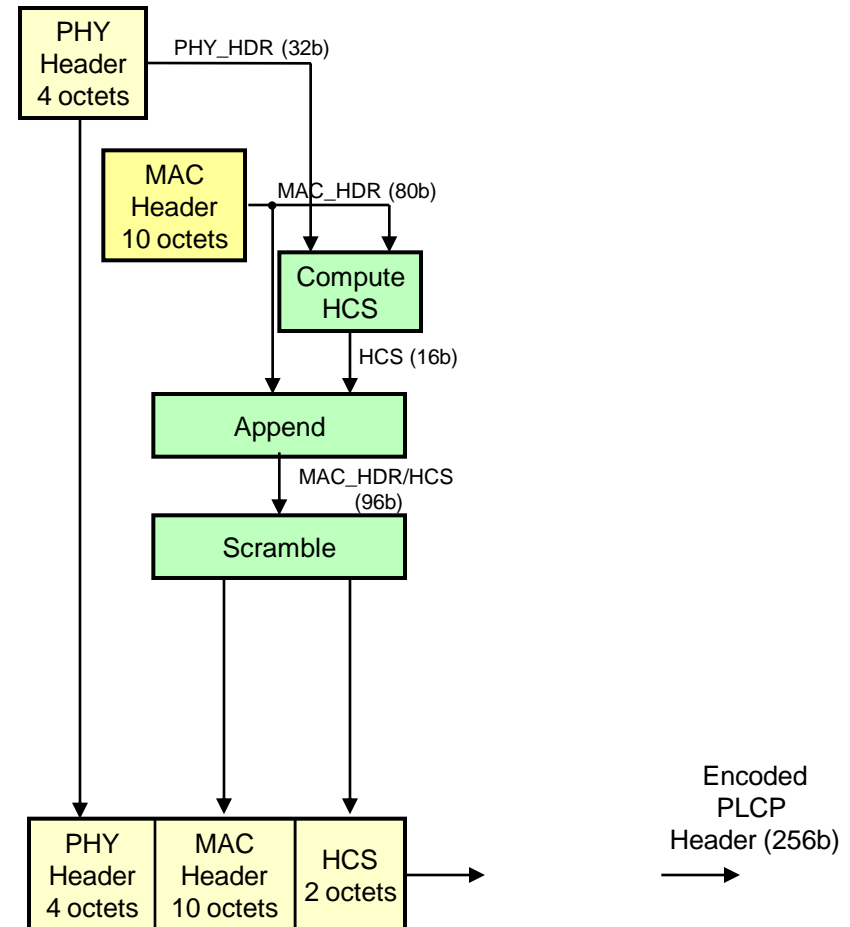 PHY
Header
4 octets
PHY_HDR (32b)
MAC
Header
10 octets
MAC_HDR (80b)
Compute
HCS
HCS (16b)
Append
MAC_HDR/HCS
(96b)
Scramble
Encoded
PLCP
Header (256b)
PHY
Header
4 octets
MAC
Header
10 octets
HCS
2 octets